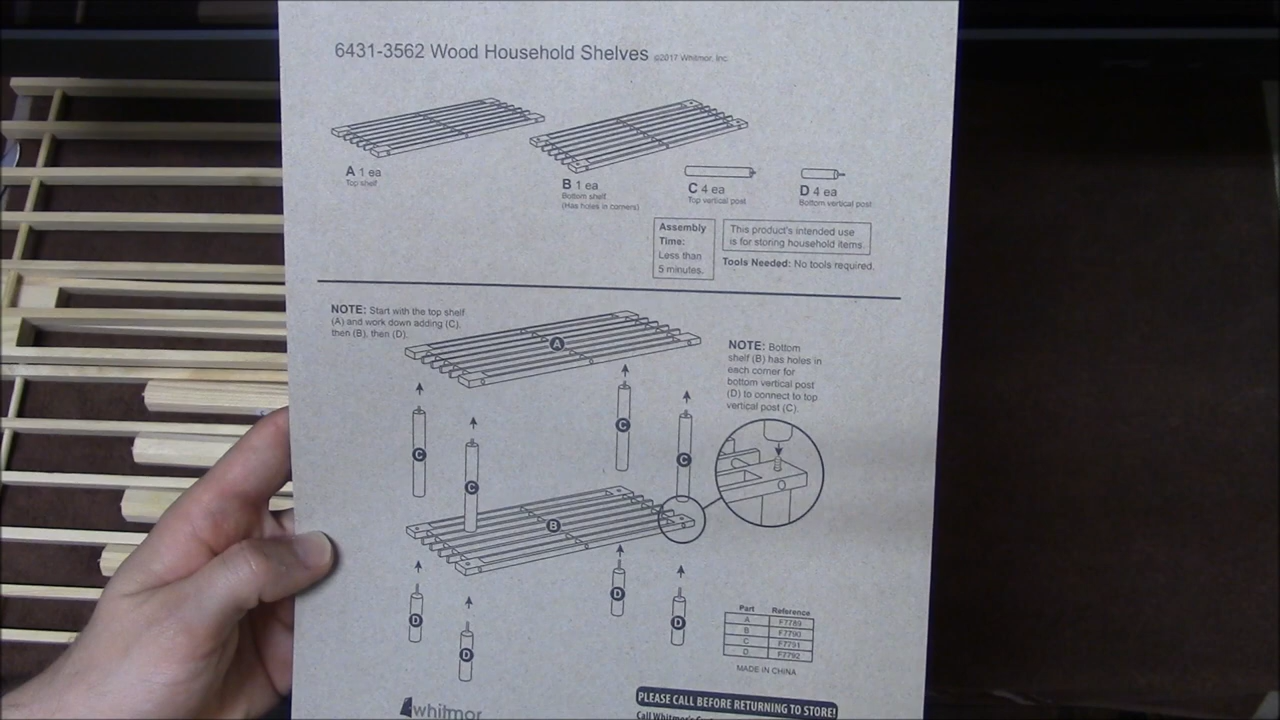 6431-3562 Wood Household Shelves ©2017 Whitmor, Inc.
A 1 ea
Top shelf
B 1 ea
Bottom shelf
(Has holes in corners)
C 4 ea
Top vertical post
D 4 ea
Bottom vertical post
Assembly
Time:
Less than
5 minutes.
This product's intended use
is for storing household items.
Tools Needed: No tools required.
NOTE: Start with the top shelf
(A) and work down adding (C),
then (B), then (D).
A
NOTE: Bottom
shelf (B) has holes in
each corner for
bottom vertical post
(D) to connect to top
vertical post (C).
C
C
C
C
B
D
D
D
D
Part Reference
A F7789
B F7790
C F7791
D F7792
MADE IN CHINA
whitmor
PLEASE CALL BEFORE RETURNING TO STORE!
Call Whitmor's